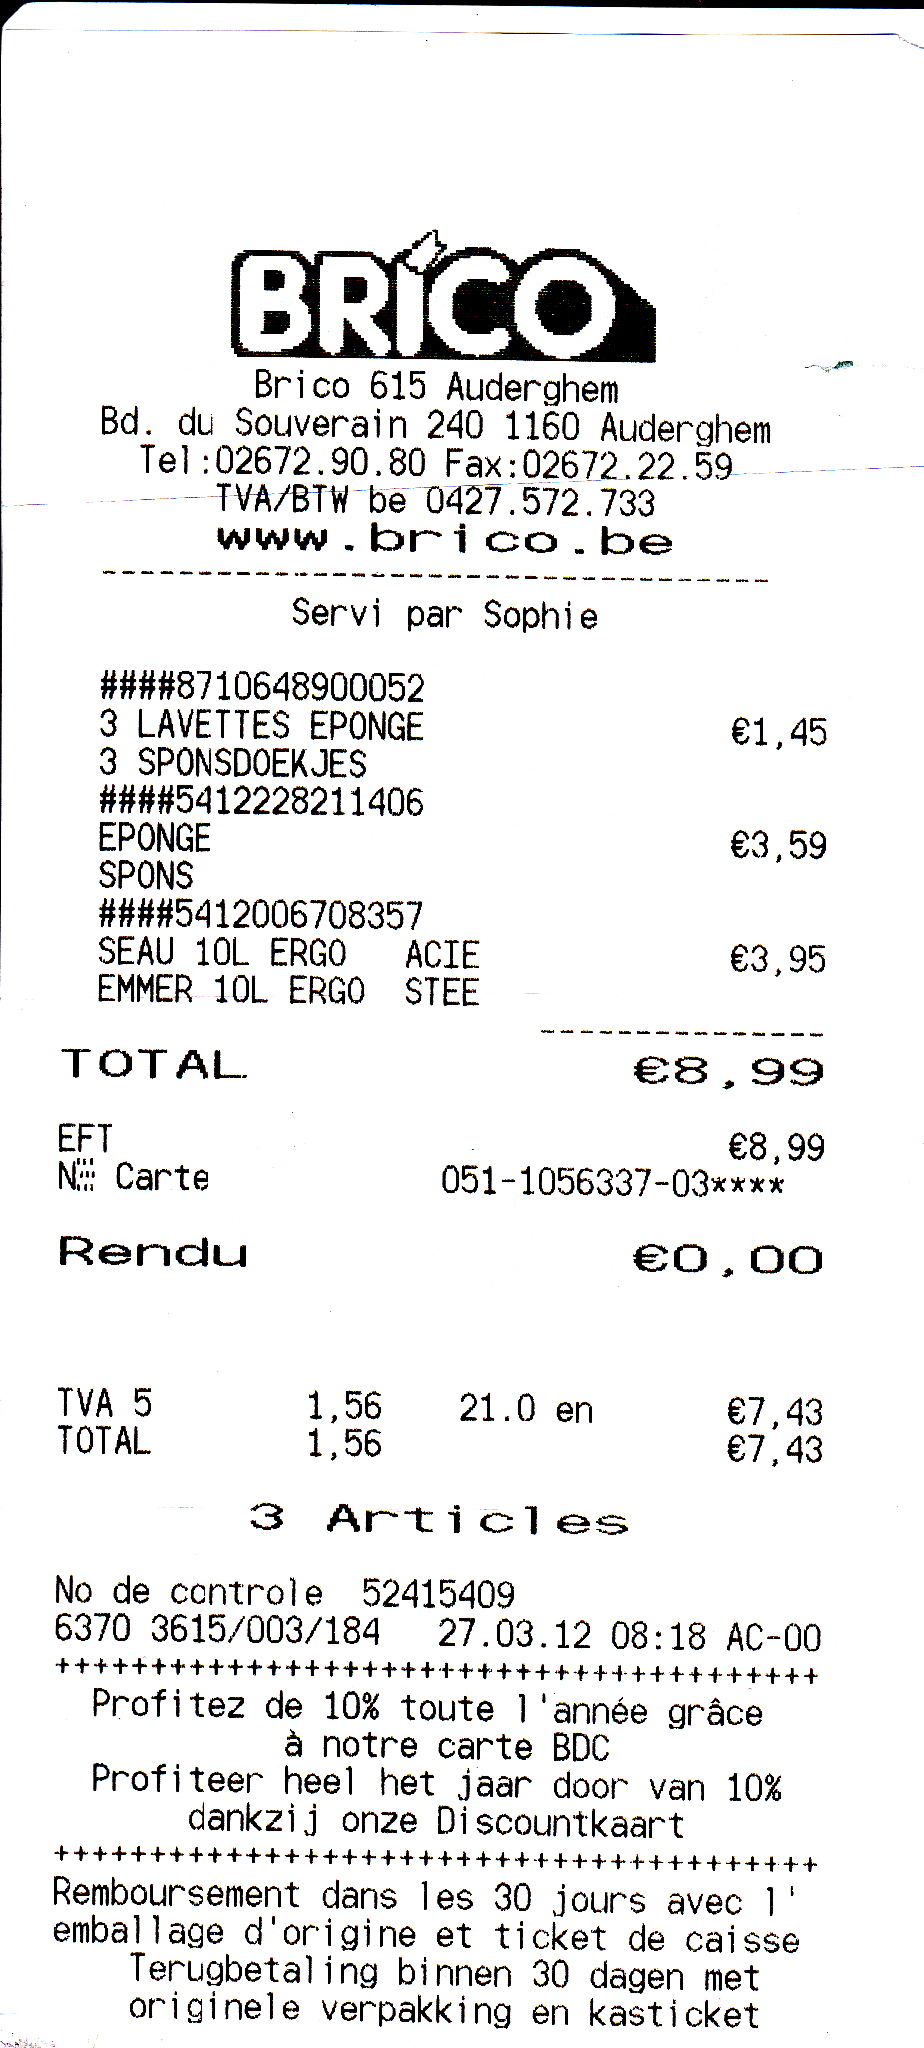 BRICO
Brico 615 Auderghem
Bd. du Souverain 240 1160 Auderghem
Tel:02672.90.80 Fax:02672.22.59
TVA/BTW be 0427.572.733
www.brico.be
-----------------------------------
Servi par Sophie
####8710648900052
3 LAVETTES EPONGE €1,45
3 SPONSDOEKJES
####5412228211406
EPONGE €3,59
SPONS
####5412006708357
SEAU 10L ERGO ACIE €3,95
EMMER 10L ERGO STEE
---------------
TOTAL €8,99
EFT €8,99
N Carte 051-1056337-03****
Rendu €0,00
TVA 5 1,56 21.0 en €7,43
TOTAL 1,56 €7,43
3 Articles
No de controle 52415409
6370 3615/003/184 27.03.12 08:18 AC-00
++++++++++++++++++++++++++++++++++++++++
Profitez de 10% toute l'année grâce
à notre carte BDC
Profiteer heel het jaar door van 10%
dankzij onze Discountkaart
++++++++++++++++++++++++++++++++++++++++
Remboursement dans les 30 jours avec l'
emballage d'origine et ticket de caisse
Terugbetaling binnen 30 dagen met
originele verpakking en kasticket